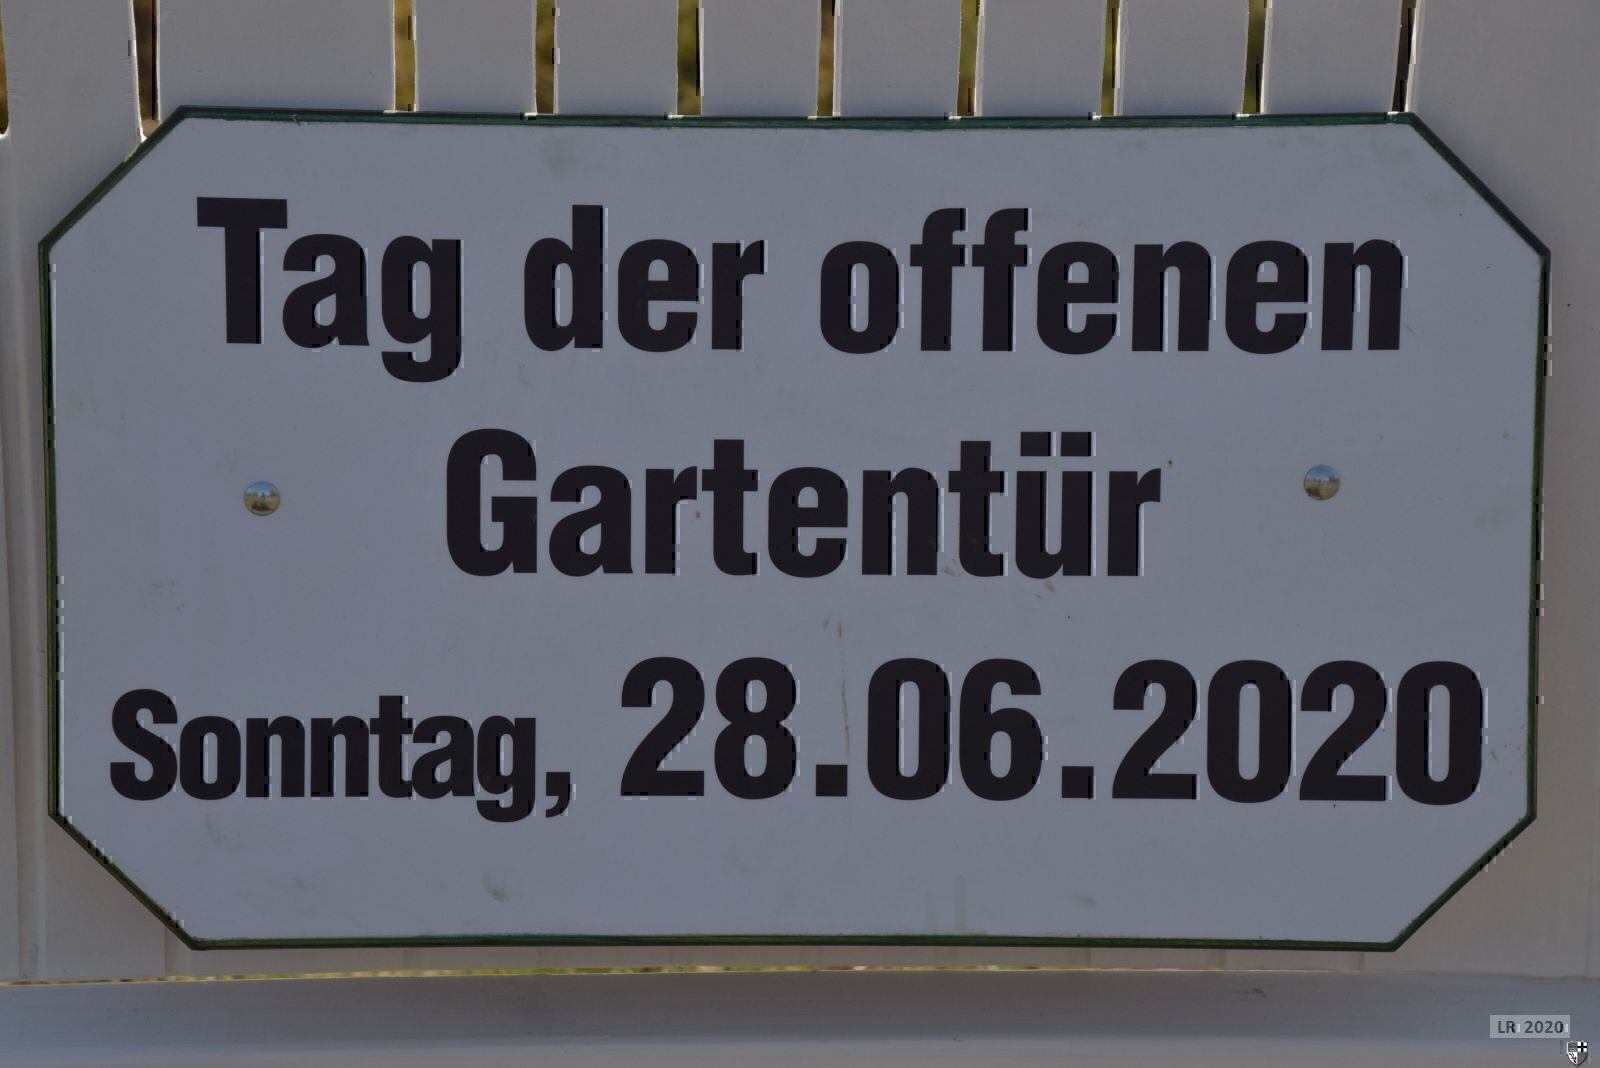 Tag der offenen
Gartentür
Sonntag, 28.06.2020
LR 2020